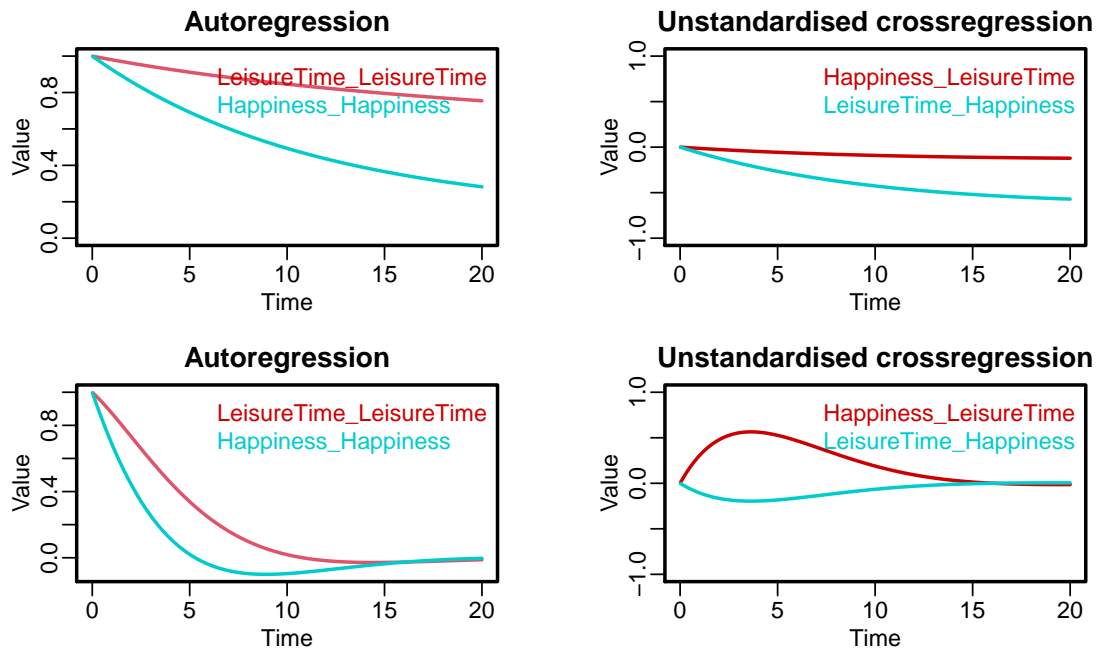 Autoregression
Value
0.0 0.4 0.8
LeisureTime_LeisureTime
Happiness_Happiness
0 5 10 15 20
Time
Unstandardised crossregression
Value
−1.0 0.0 1.0
Happiness_LeisureTime
LeisureTime_Happiness
0 5 10 15 20
Time
Autoregression
Value
0.0 0.4 0.8
LeisureTime_LeisureTime
Happiness_Happiness
0 5 10 15 20
Time
Unstandardised crossregression
Value
−1.0 0.0 1.0
Happiness_LeisureTime
LeisureTime_Happiness
0 5 10 15 20
Time